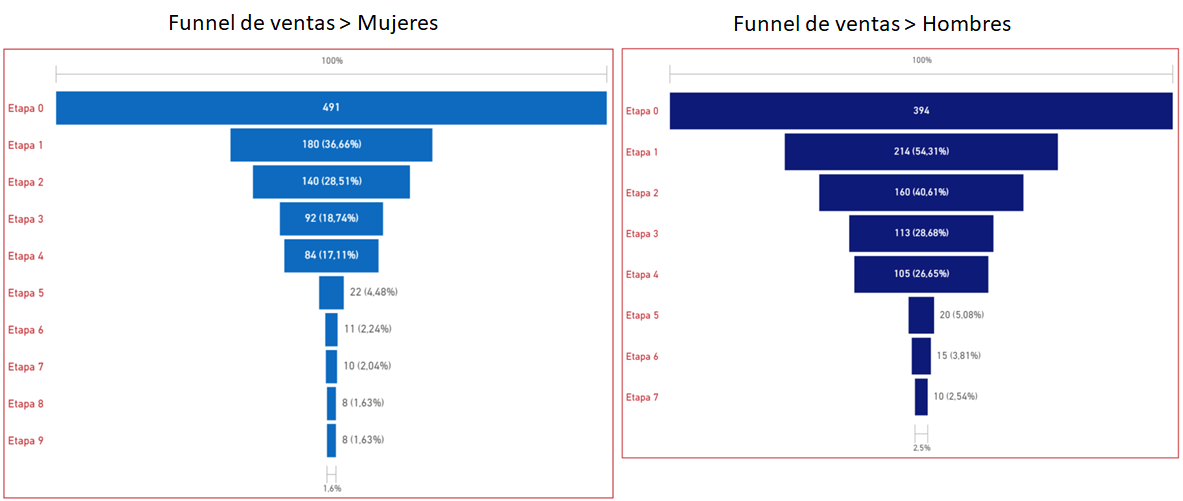 Funnel de ventas > Mujeres
100%
Etapa 0 491
Etapa 1 180 (36,66%)
Etapa 2 140 (28,51%)
Etapa 3 92 (18,74%)
Etapa 4 84 (17,11%)
Etapa 5 22 (4,48%)
Etapa 6 11 (2,24%)
Etapa 7 10 (2,04%)
Etapa 8 8 (1,63%)
Etapa 9 8 (1,63%)
1,6%
Funnel de ventas > Hombres
100%
Etapa 0 394
Etapa 1 214 (54,31%)
Etapa 2 160 (40,61%)
Etapa 3 113 (28,68%)
Etapa 4 105 (26,65%)
Etapa 5 20 (5,08%)
Etapa 6 15 (3,81%)
Etapa 7 10 (2,54%)
2,5%